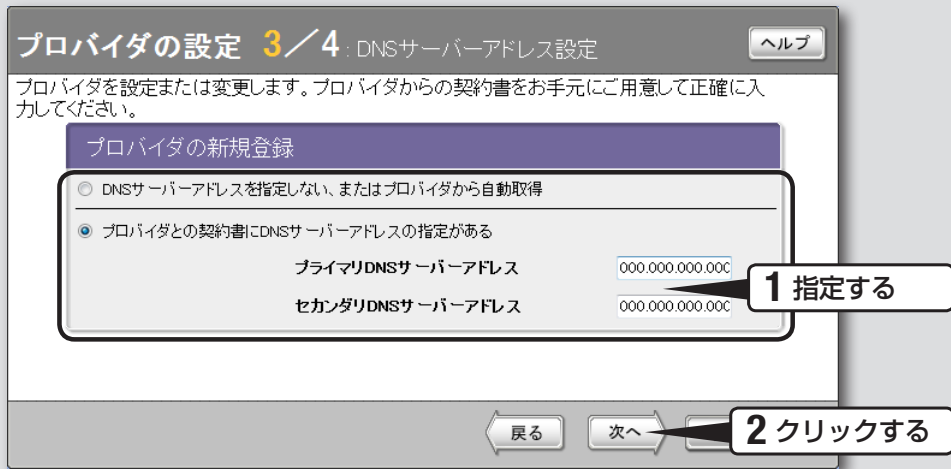 プロバイダの設定 3／4 : DNSサーバーアドレス設定
ヘルプ
プロバイダを設定または変更します。プロバイダからの契約書をお手元にご用意して正確に入
力してください。
プロバイダの新規登録
DNSサーバーアドレスを指定しない、またはプロバイダから自動取得
プロバイダとの契約書にDNSサーバーアドレスの指定がある
プライマリDNSサーバーアドレス 000.000.000.000
1 指定する
セカンダリDNSサーバーアドレス 000.000.000.000
戻る
次へ
2 クリックする